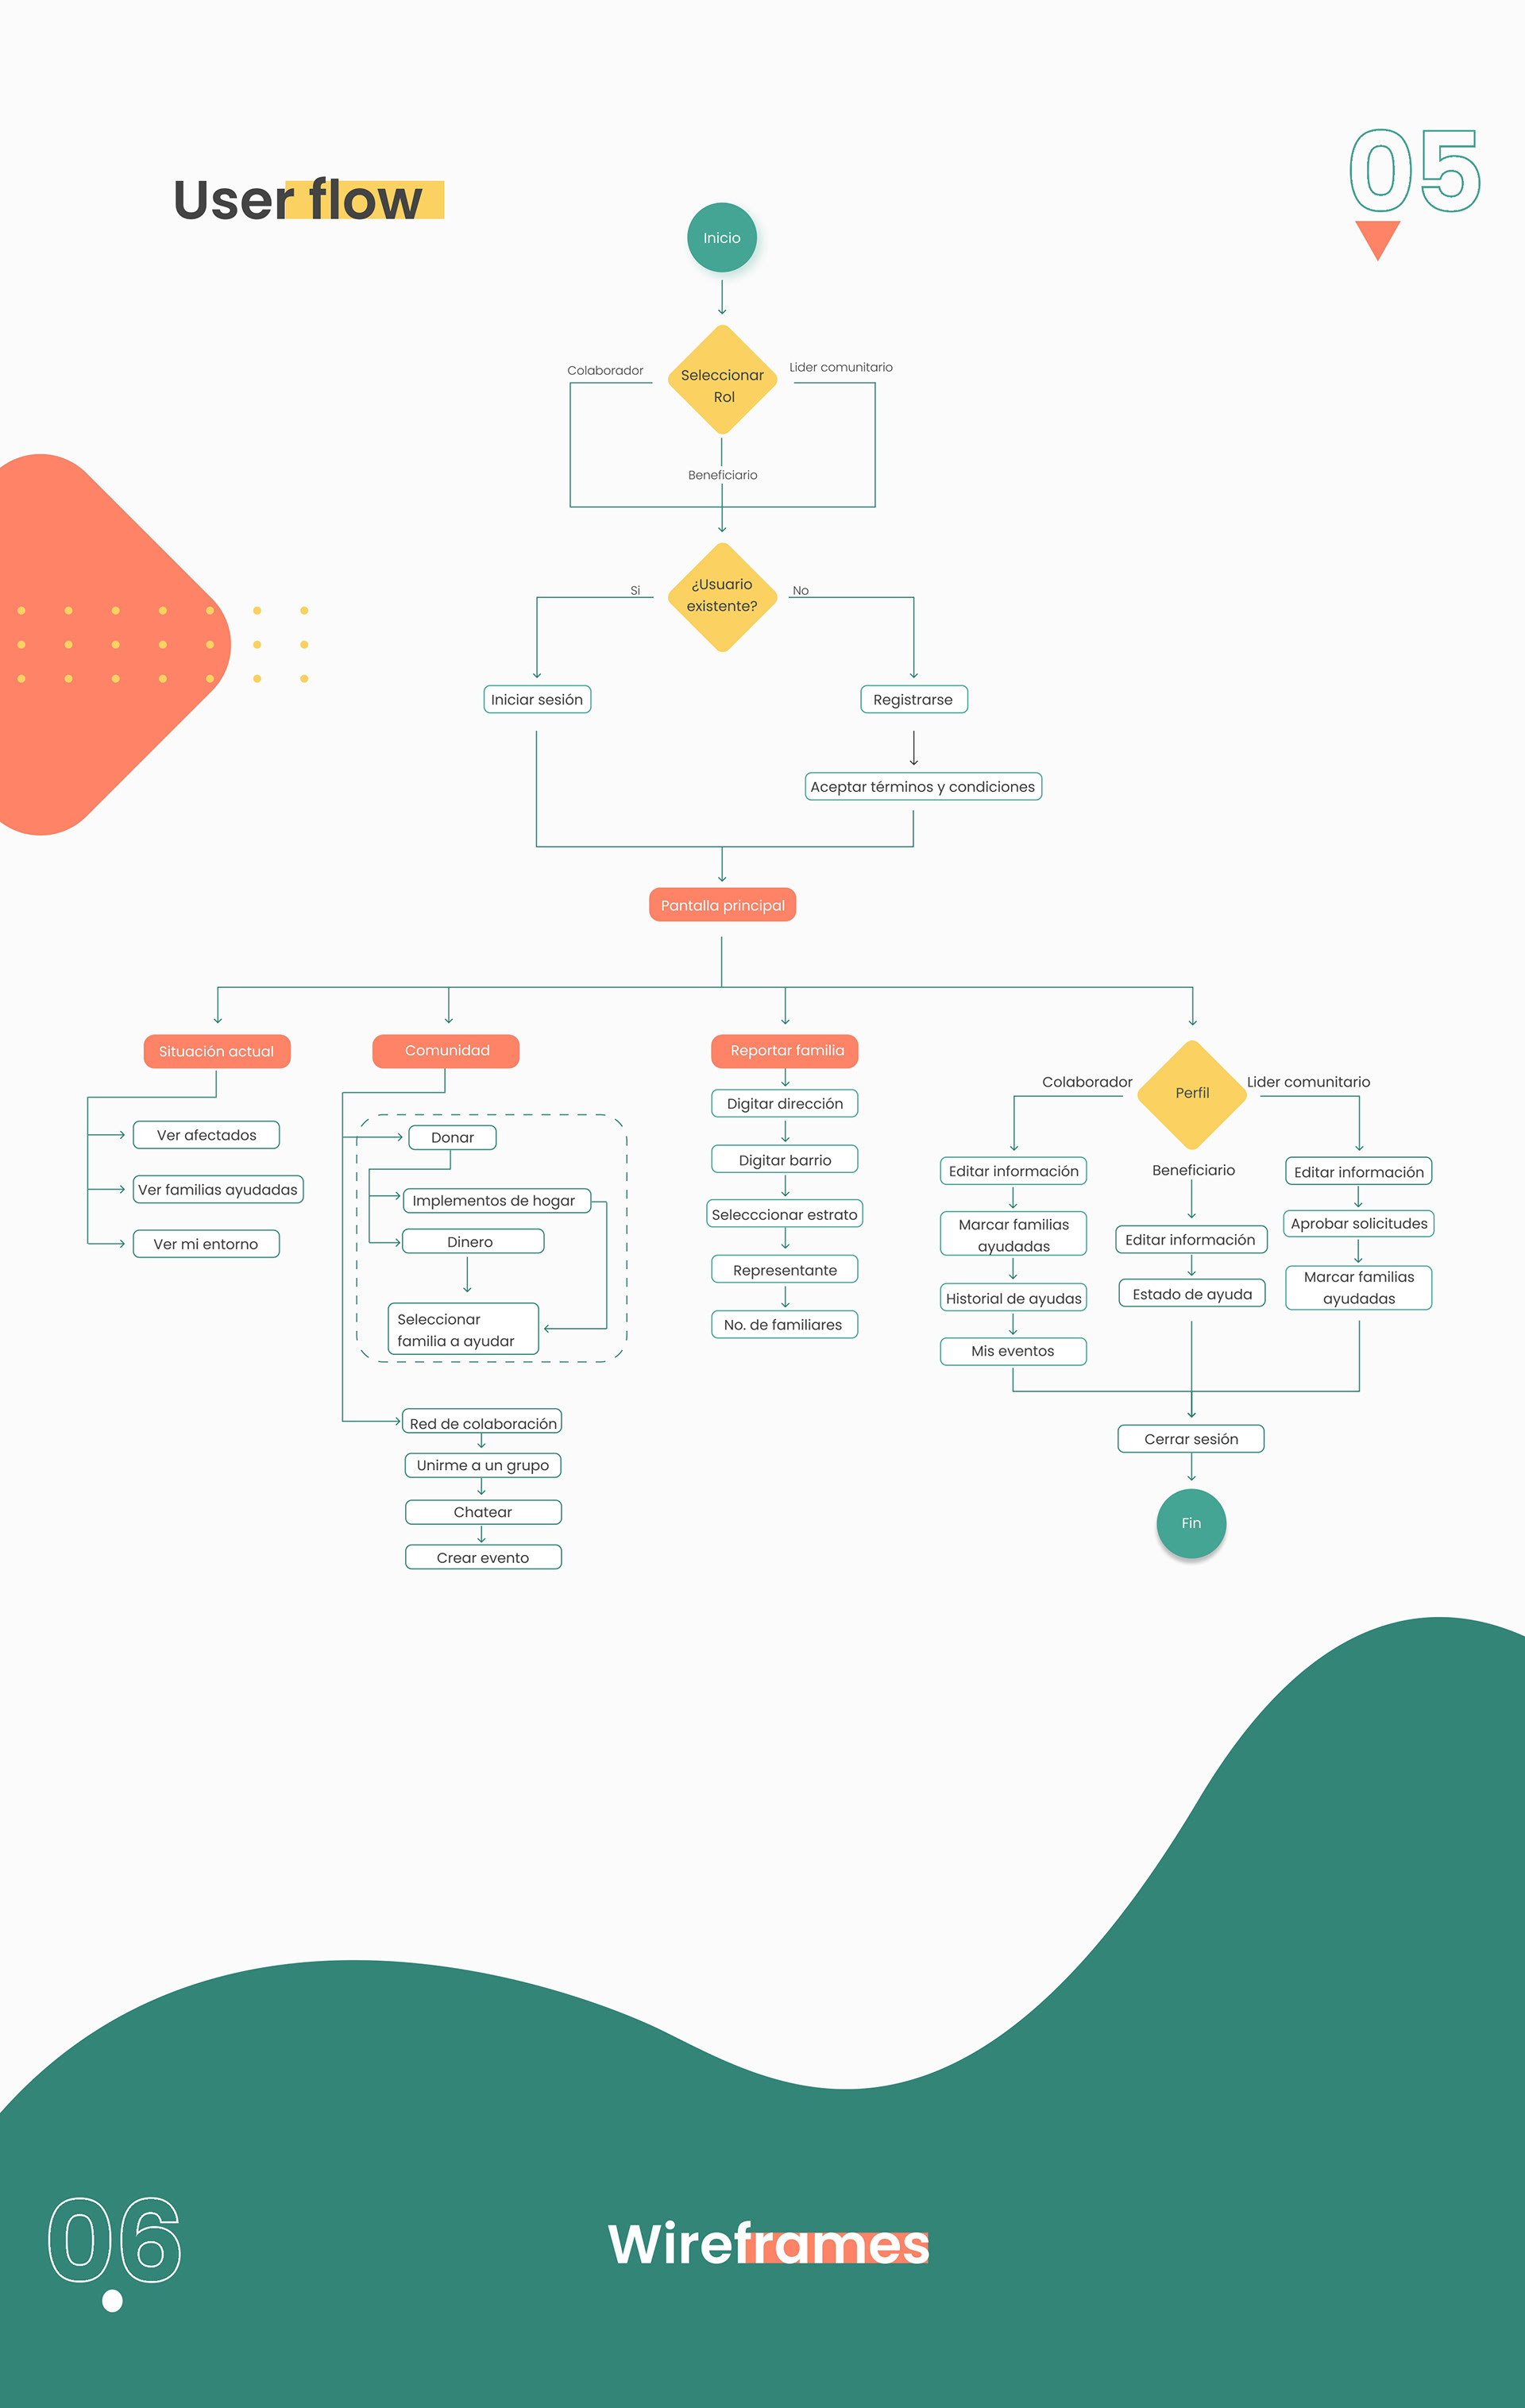 05
User flow
Inicio
Colaborador
Seleccionar
Rol
Lider comunitario
Beneficiario
Si
¿Usuario
existente?
No
Iniciar sesión
Registrarse
Aceptar términos y condiciones
Pantalla principal
Situación actual
Ver afectados
Ver familias ayudadas
Ver mi entorno
Comunidad
Donar
Implementos de hogar
Dinero
Seleccionar
familia a ayudar
Red de colaboración
Unirme a un grupo
Chatear
Crear evento
Reportar familia
Digitar dirección
Digitar barrio
Selecccionar estrato
Representante
No. de familiares
Colaborador
Perfil
Lider comunitario
Beneficiario
Editar información
Marcar familias
ayudadas
Historial de ayudas
Mis eventos
Editar información
Estado de ayuda
Editar información
Aprobar solicitudes
Marcar familias
ayudadas
Cerrar sesión
Fin
06
Wireframes